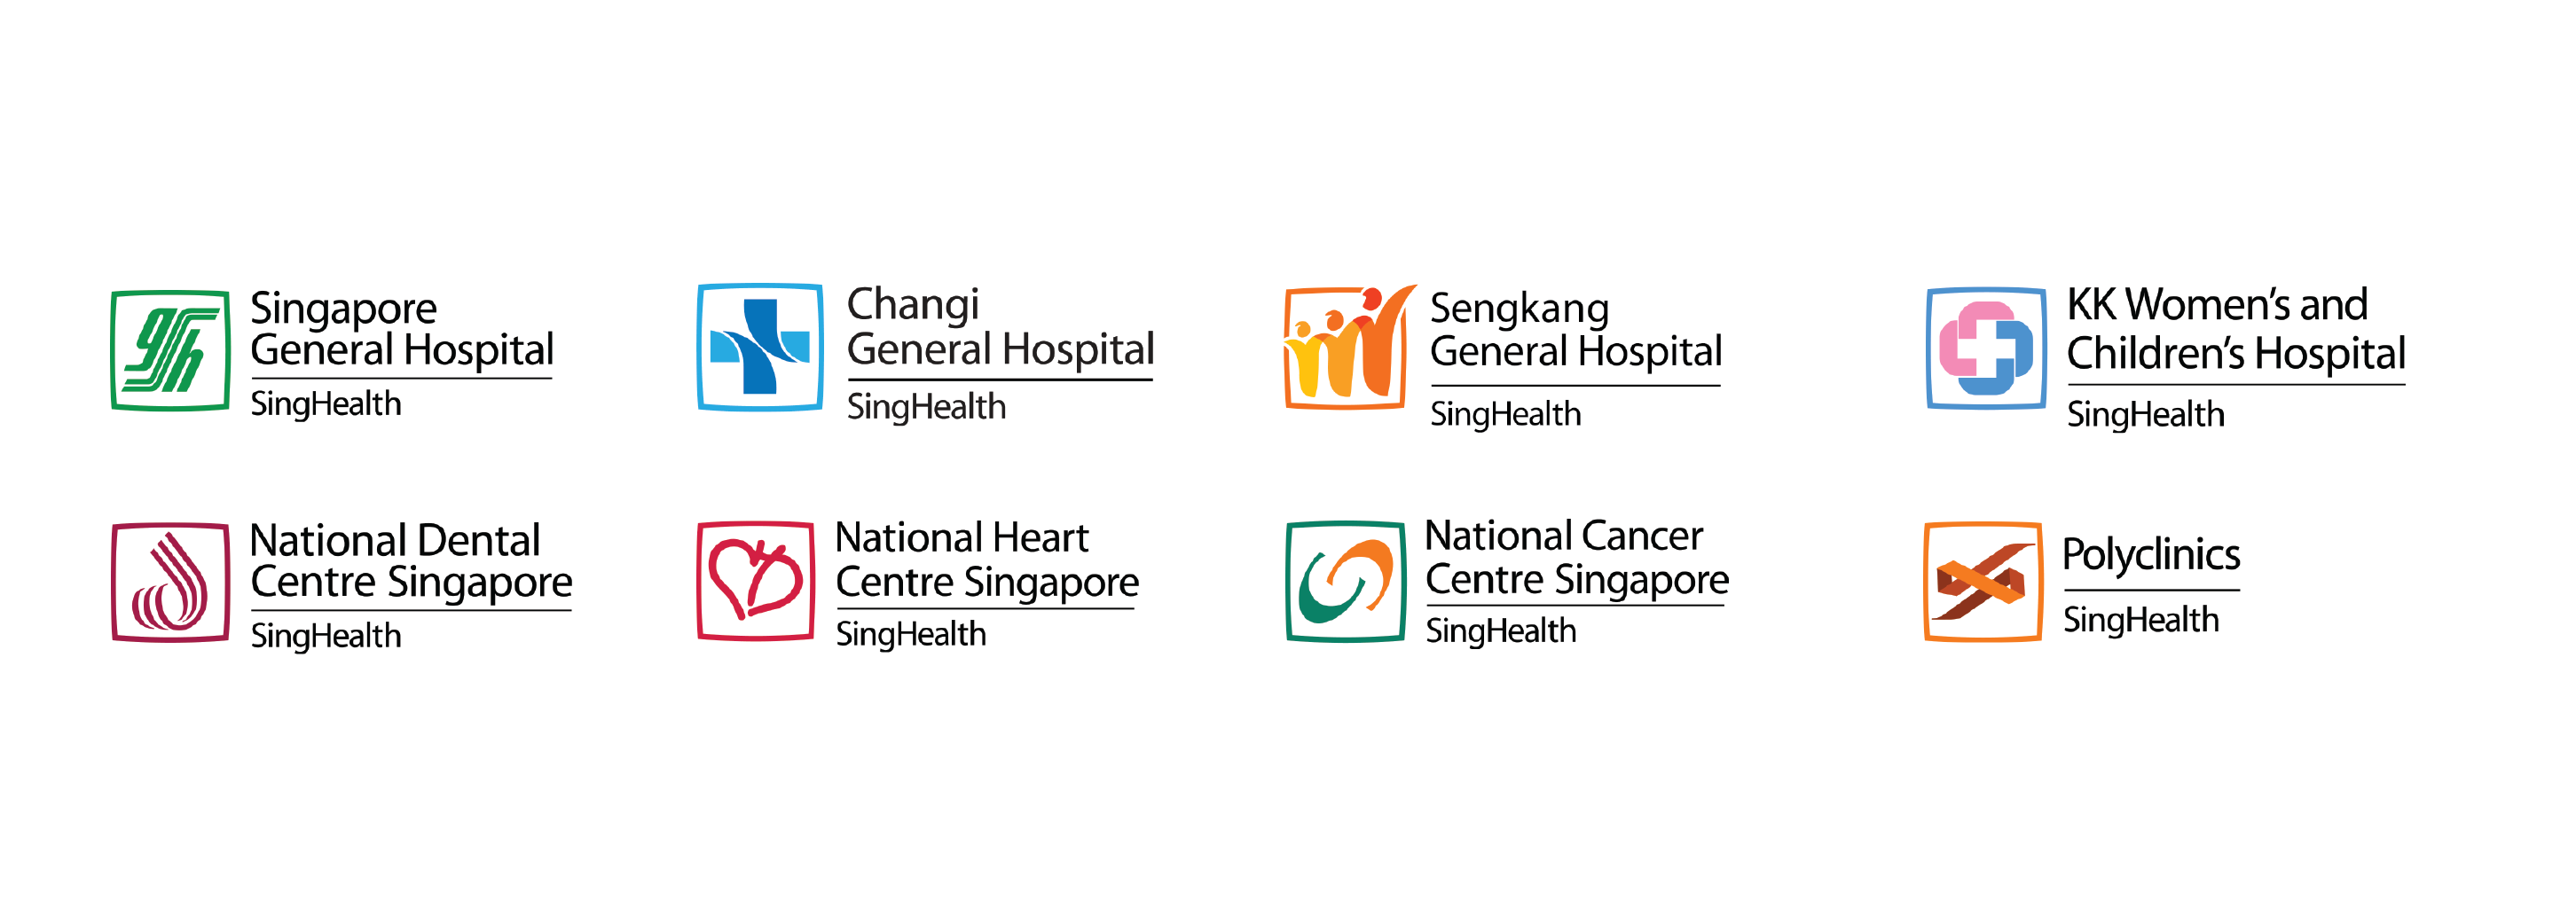 Singapore
General Hospital
SingHealth
Changi
General Hospital
SingHealth
Sengkang
General Hospital
SingHealth
KK Women’s and
Children’s Hospital
SingHealth
National Dental
Centre Singapore
SingHealth
National Heart
Centre Singapore
SingHealth
National Cancer
Centre Singapore
SingHealth
Polyclinics
SingHealth